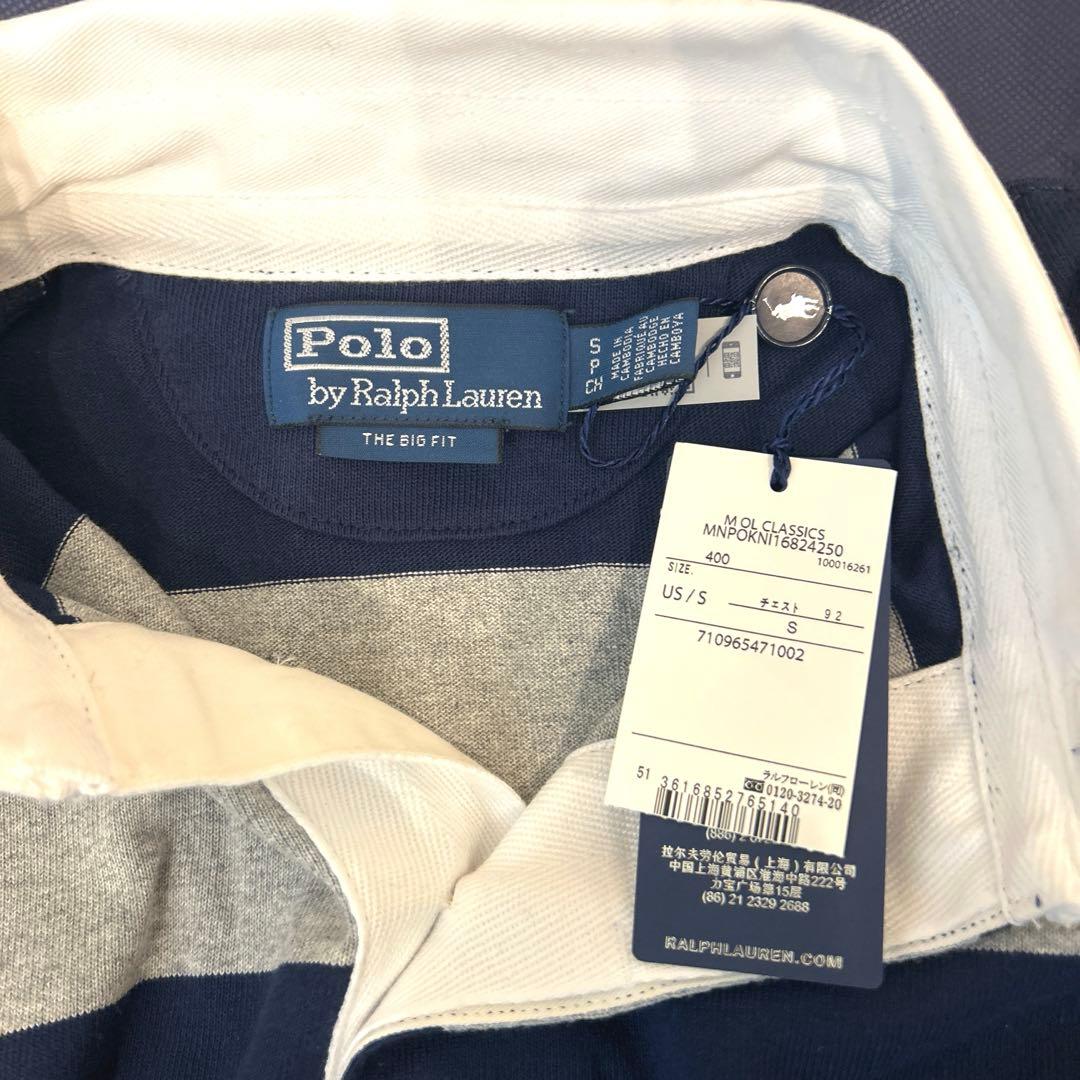 Polo
by Ralph Lauren
THE BIG FIT
S
P
CH
MADE IN
CAMBODIA
FABRIQUÉ AU
CAMBODGE
HECHO EN
CAMBOYA
M OL CLASSICS
MNPOKNI16824250
400
100016261
SIZE.
US / S
チェスト 92
S
710965471002
ラルフローレン(同)
0120-3274-20
51 3616852765140
拉尔夫劳伦贸易(上海)有限公司
中国上海黄浦区淮海中路222号
力宝广场第15层
(86) 21 2329 2688
RALPHLAUREN.COM